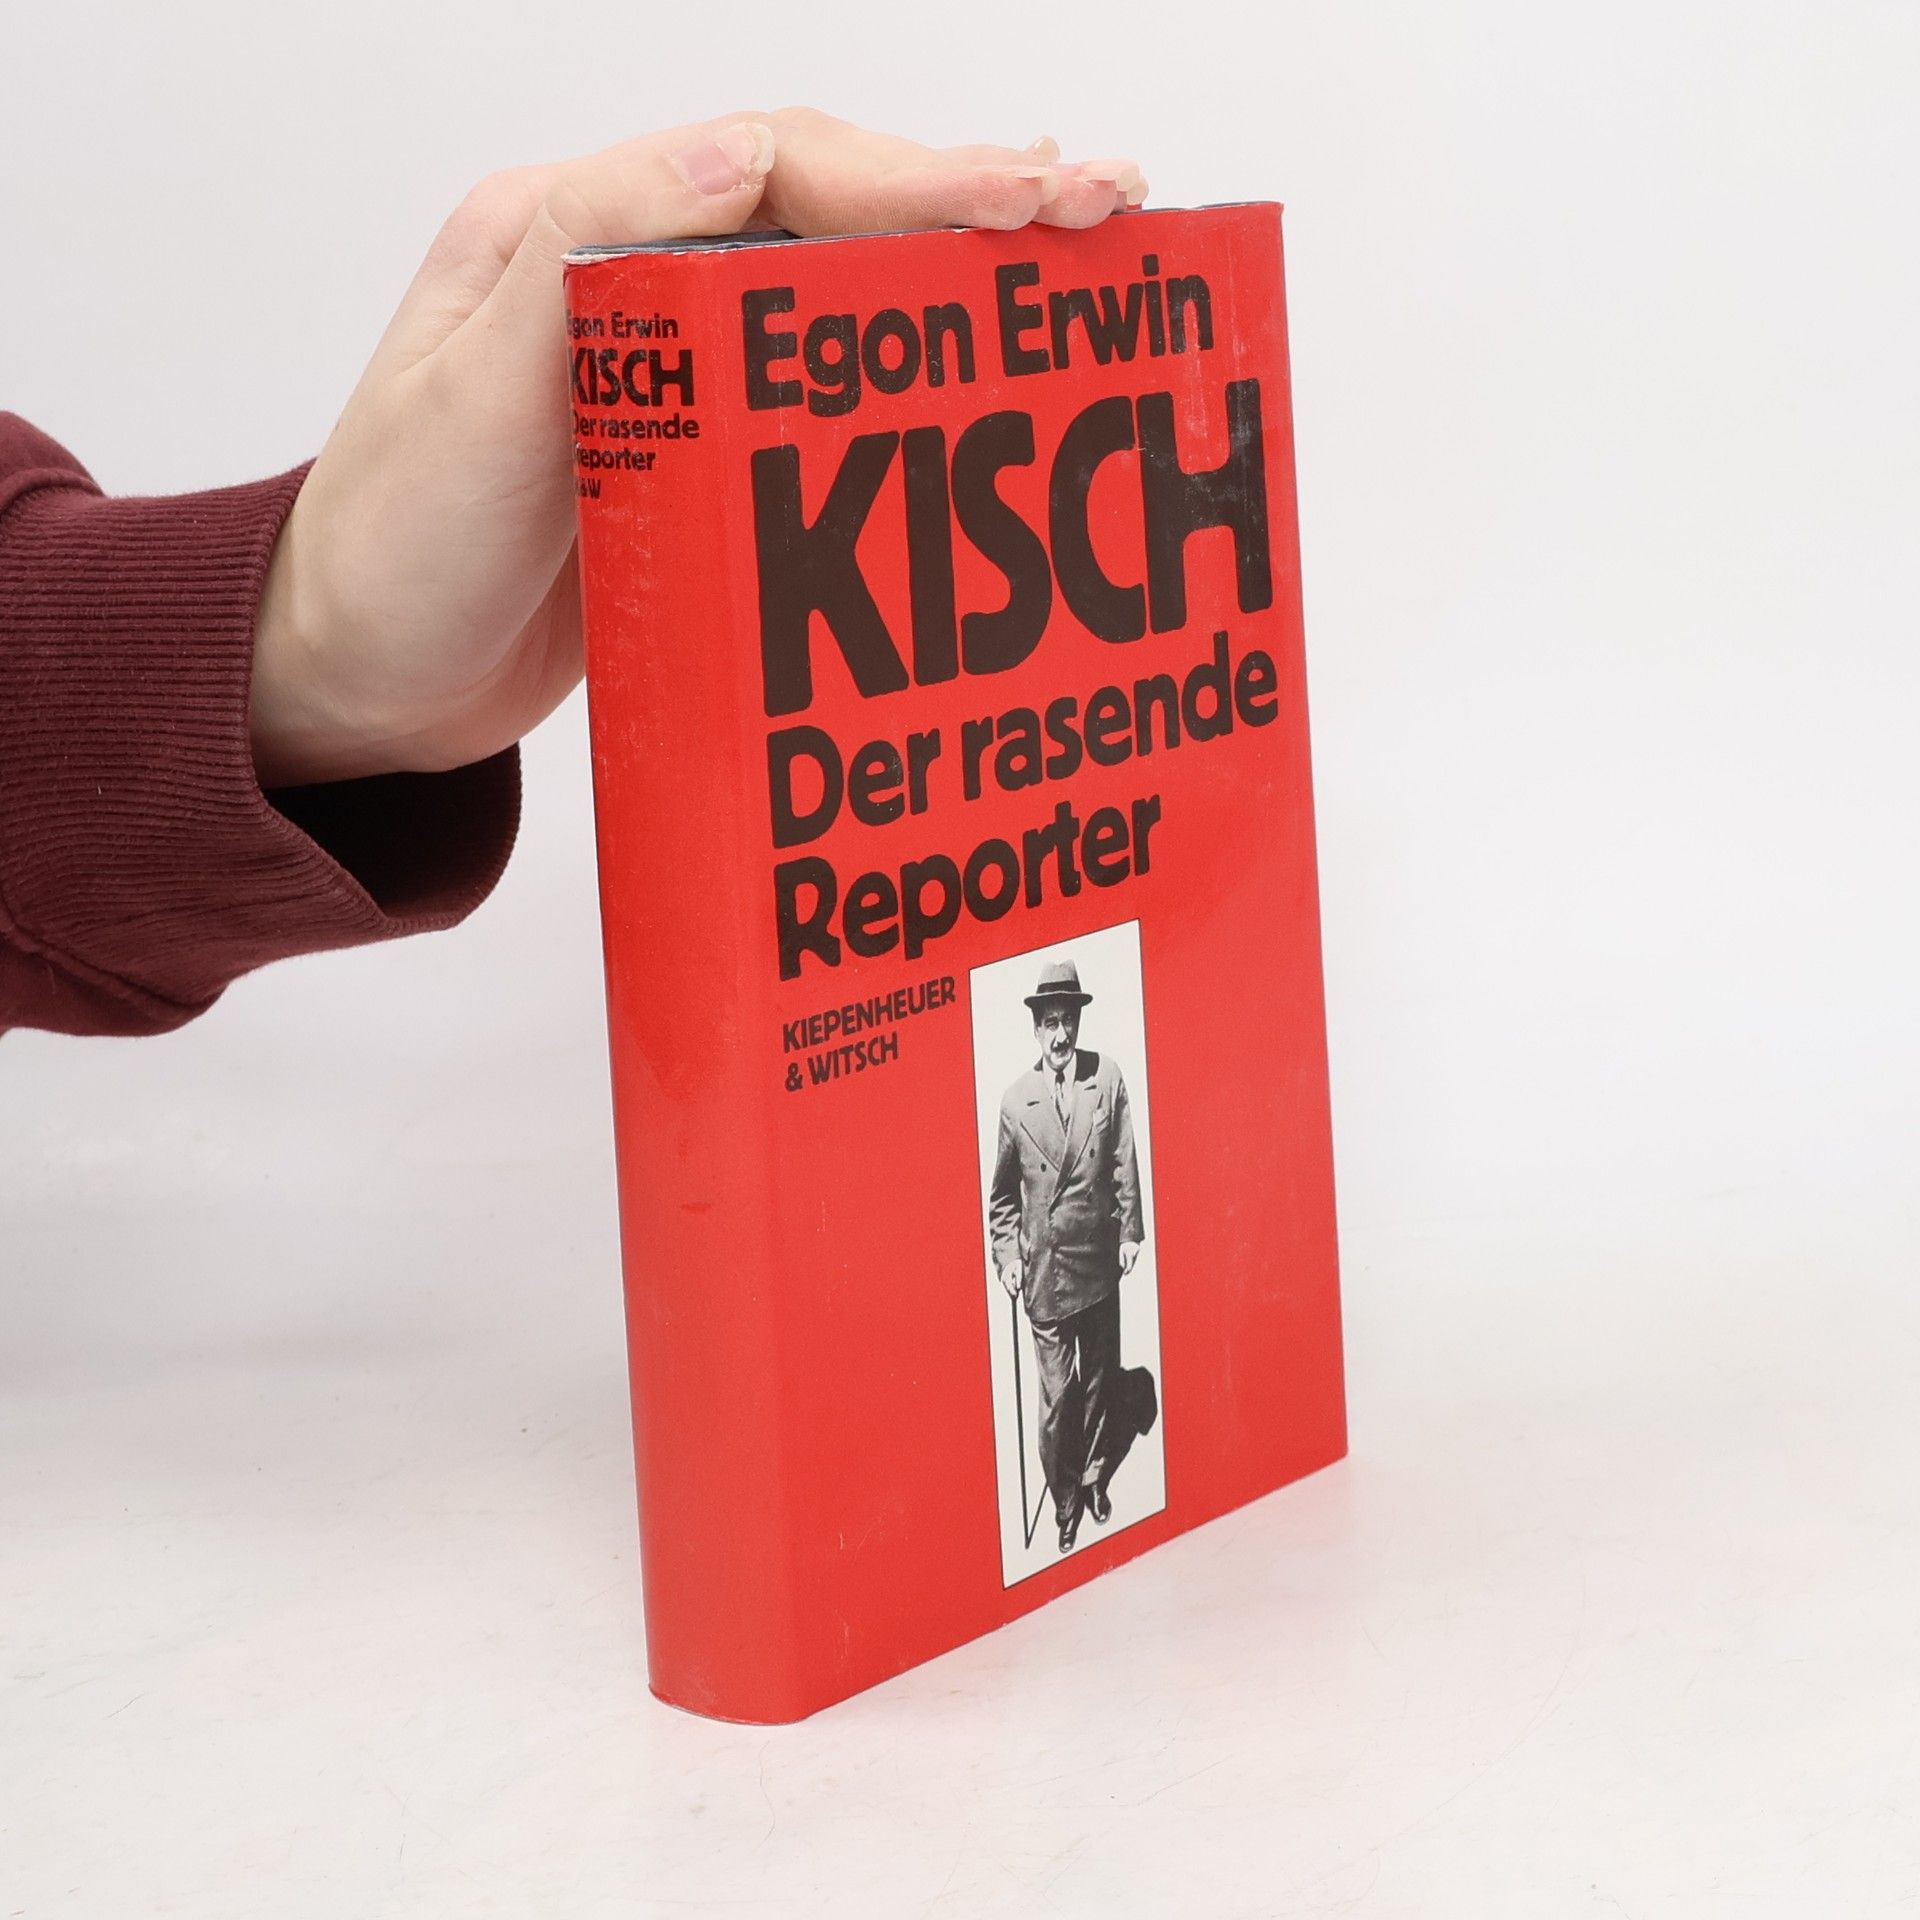 Egon Erwin
KISCH
Der rasende
Reporter
K&W
Egon Erwin
KISCH
Der rasende
Reporter
KIEPENHEUER
& WITSCH